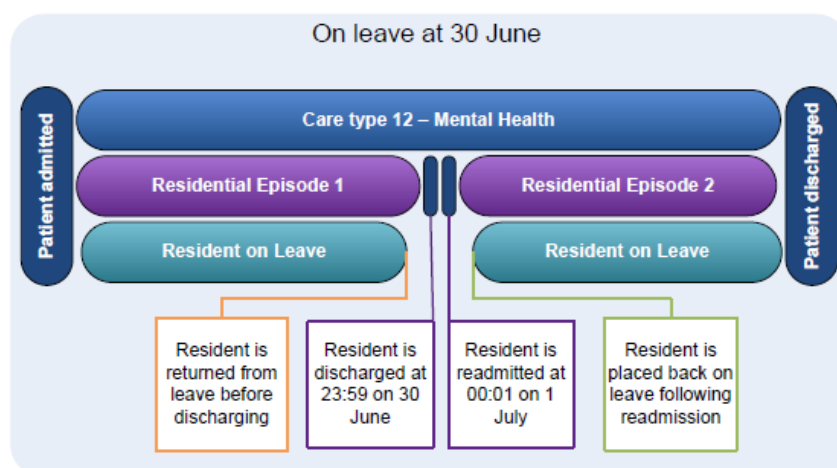 On leave at 30 June
Patient admitted
Care type 12 – Mental Health
Residential Episode 1
Residential Episode 2
Resident on Leave
Resident on Leave
Patient discharged
Resident is
returned from
leave before
discharging
Resident is
discharged at
23:59 on 30
June
Resident is
readmitted at
00:01 on 1
July
Resident is
placed back on
leave following
readmission